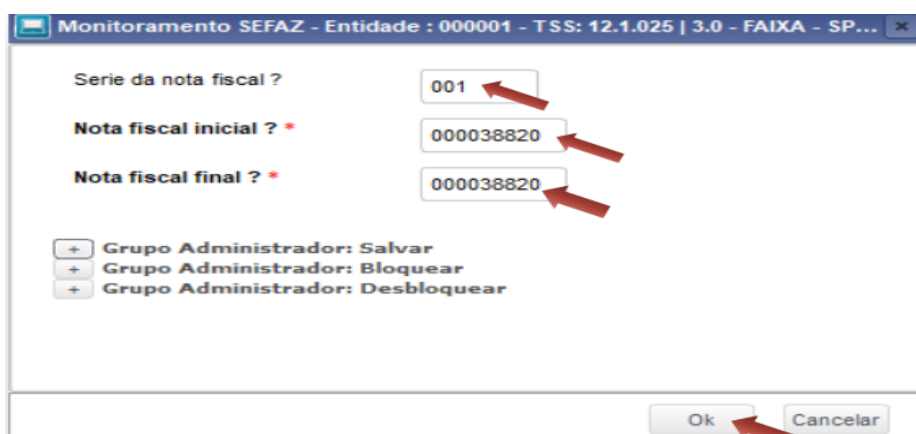 Monitoramento SEFAZ - Entidade : 000001 - TSS: 12.1.025 | 3.0 - FAIXA - SP...
Serie da nota fiscal ? 001
Nota fiscal inicial ? * 000038820
Nota fiscal final ? * 000038820
+ Grupo Administrador: Salvar
+ Grupo Administrador: Bloquear
+ Grupo Administrador: Desbloquear
Ok Cancelar